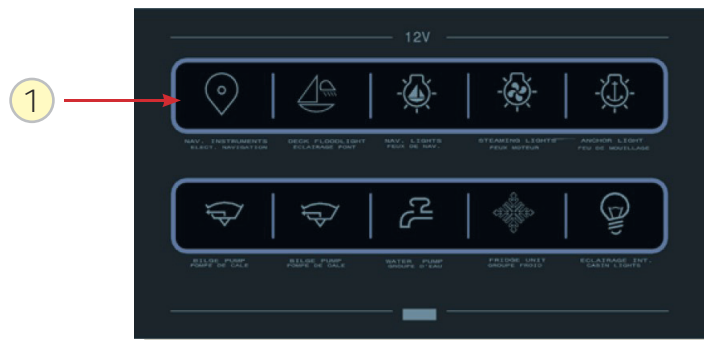 12V
1
NAV. INSTRUMENTS DECK FLOODLIGHT NAV. LIGHTS STEAMING LIGHTS ANCHOR LIGHT
ELECT. NAVIGATION ECLAIRAGE PONT FEUX DE NAV. FEUX MOTEUR FEU DE MOUILLAGE
BILGE PUMP BILGE PUMP WATER PUMP FRIDGE UNIT ECLAIRAGE INT.
POMPE DE CALE POMPE DE CALE GROUPE D'EAU GROUPE FROID CABIN LIGHTS